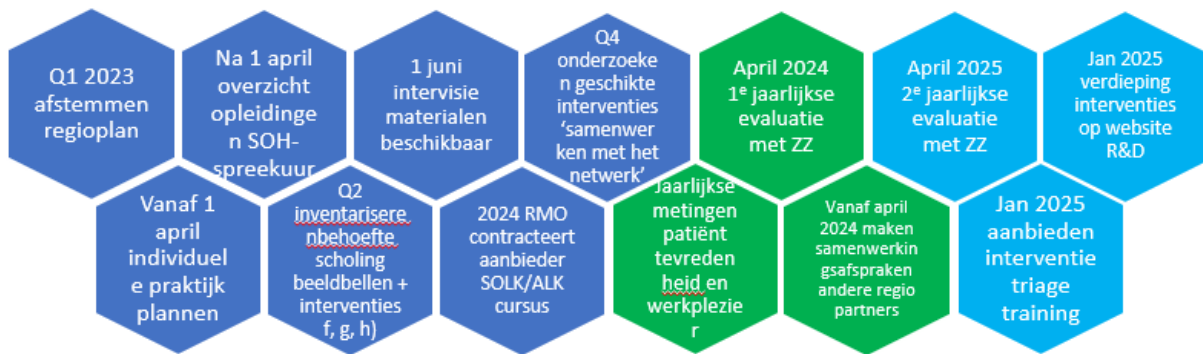 Q1 2023
afstemmen
regioplan
Na 1 april
overzicht
opleidinge
n SOH-
spreekuur
1 juni
intervisie
materialen
beschikbaar
Q4
onderzoeke
n geschikte
interventies
‘samenwer
ken met het
netwerk’
April 2024
1e jaarlijkse
evaluatie
met ZZ
April 2025
2e jaarlijkse
evaluatie
met ZZ
Jan 2025
verdieping
interventies
op website
R&D
Vanaf 1
april
individuel
e praktijk
plannen
Q2
inventarisere
nbehoefte
scholing
beeldbellen +
interventies
f, g, h)
2024 RMO
contracteert
aanbieder
SOLK/ALK
cursus
Jaarlijkse
metingen
patiënt
tevreden
heid en
werkplezie
r
Vanaf april
2024 maken
samenwerkin
gsafspraken
andere regio
partners
Jan 2025
aanbieden
interventie
triage
training